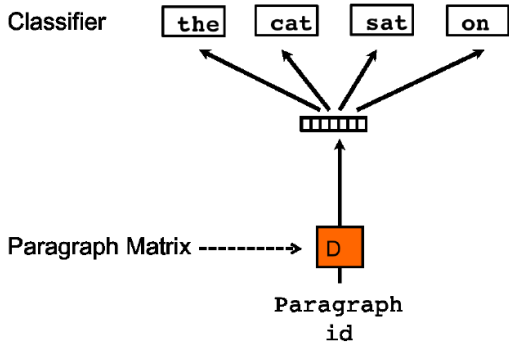 Classifier the cat sat on
Paragraph Matrix D
Paragraph
id